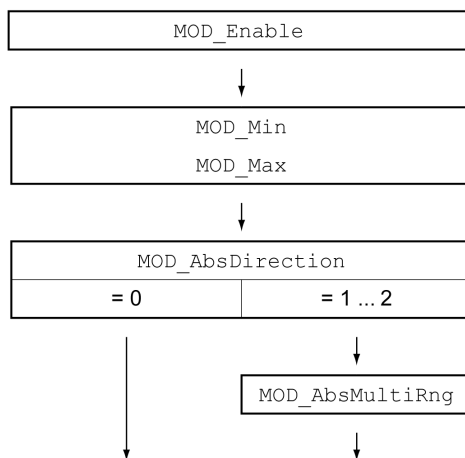 MOD_Enable
MOD_Min
MOD_Max
MOD_AbsDirection
= 0
= 1 ... 2
MOD_AbsMultiRng